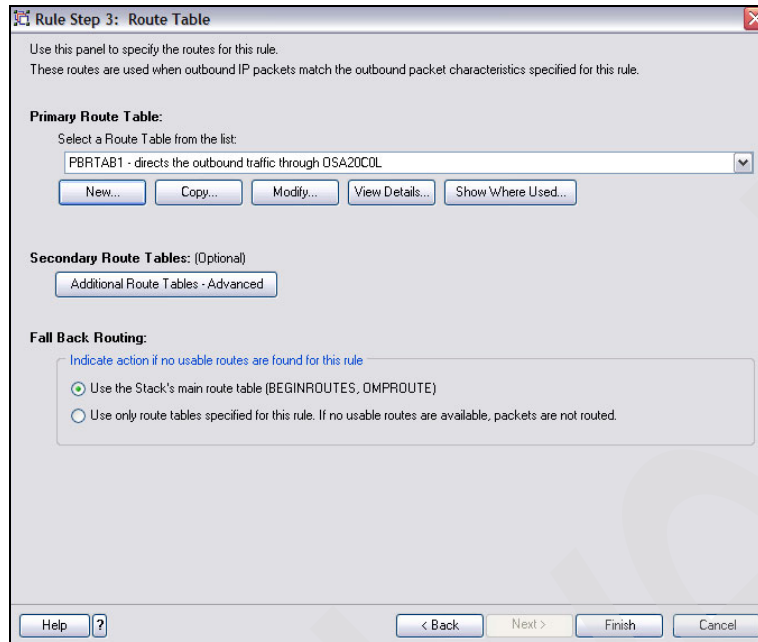 Rule Step 3: Route Table
Use this panel to specify the routes for this rule.
These routes are used when outbound IP packets match the outbound packet characteristics specified for this rule.
Primary Route Table:
Select a Route Table from the list:
PBRTAB1 - directs the outbound traffic through OSA20C0L
New... Copy... Modify... View Details... Show Where Used...
Secondary Route Tables: (Optional)
Additional Route Tables - Advanced
Fall Back Routing:
Indicate action if no usable routes are found for this rule
Use the Stack's main route table (BEGINROUTES, OMPROUTE)
Use only route tables specified for this rule. If no usable routes are available, packets are not routed.
Help ? < Back Next > Finish Cancel